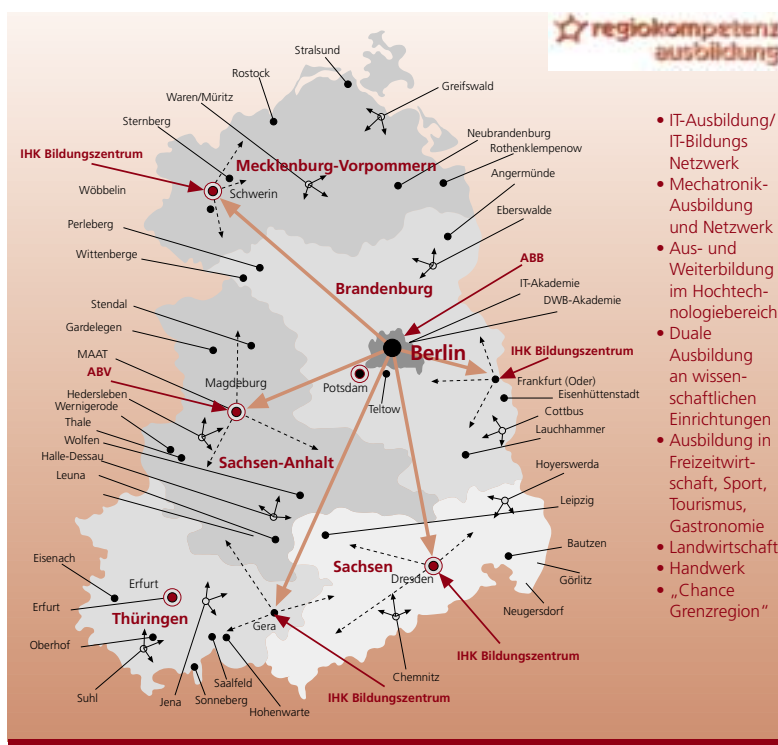 regiokompetenz
ausbildung
Stralsund
Rostock
Greifswald
Waren/Müritz
Sternberg
Neubrandenburg
Rothenklempenow
IHK Bildungszentrum
Mecklenburg-Vorpommern
Angermünde
Wöbbelin
Schwerin
Eberswalde
Perleberg
Wittenberge
ABB
Brandenburg
IT-Akademie
DWB-Akademie
Stendal
Gardelegen
MAAT
Berlin
IHK Bildungszentrum
ABV
Magdeburg
Potsdam
Frankfurt (Oder)
Hedersleben
Eisenhüttenstadt
Wernigerode
Teltow
Cottbus
Thale
Lauchhammer
Wolfen
Halle-Dessau
Sachsen-Anhalt
Hoyerswerda
Leuna
Leipzig
Bautzen
Eisenach
Sachsen
Erfurt
Dresden
Görlitz
Erfurt
Neugersdorf
Thüringen
Gera
Oberhof
IHK Bildungszentrum
Chemnitz
Saalfeld
Suhl
Jena
Sonneberg
IHK Bildungszentrum
Hohenwarte
• IT-Ausbildung/
IT-Bildungs
Netzwerk
• Mechatronik-
Ausbildung
und Netzwerk
• Aus- und
Weiterbildung
im Hochtech-
nologiebereich
• Duale
Ausbildung
an wissen-
schaftlichen
Einrichtungen
• Ausbildung in
Freizeitwirt-
schaft, Sport,
Tourismus,
Gastronomie
• Landwirtschaft
• Handwerk
• „Chance
Grenzregion“